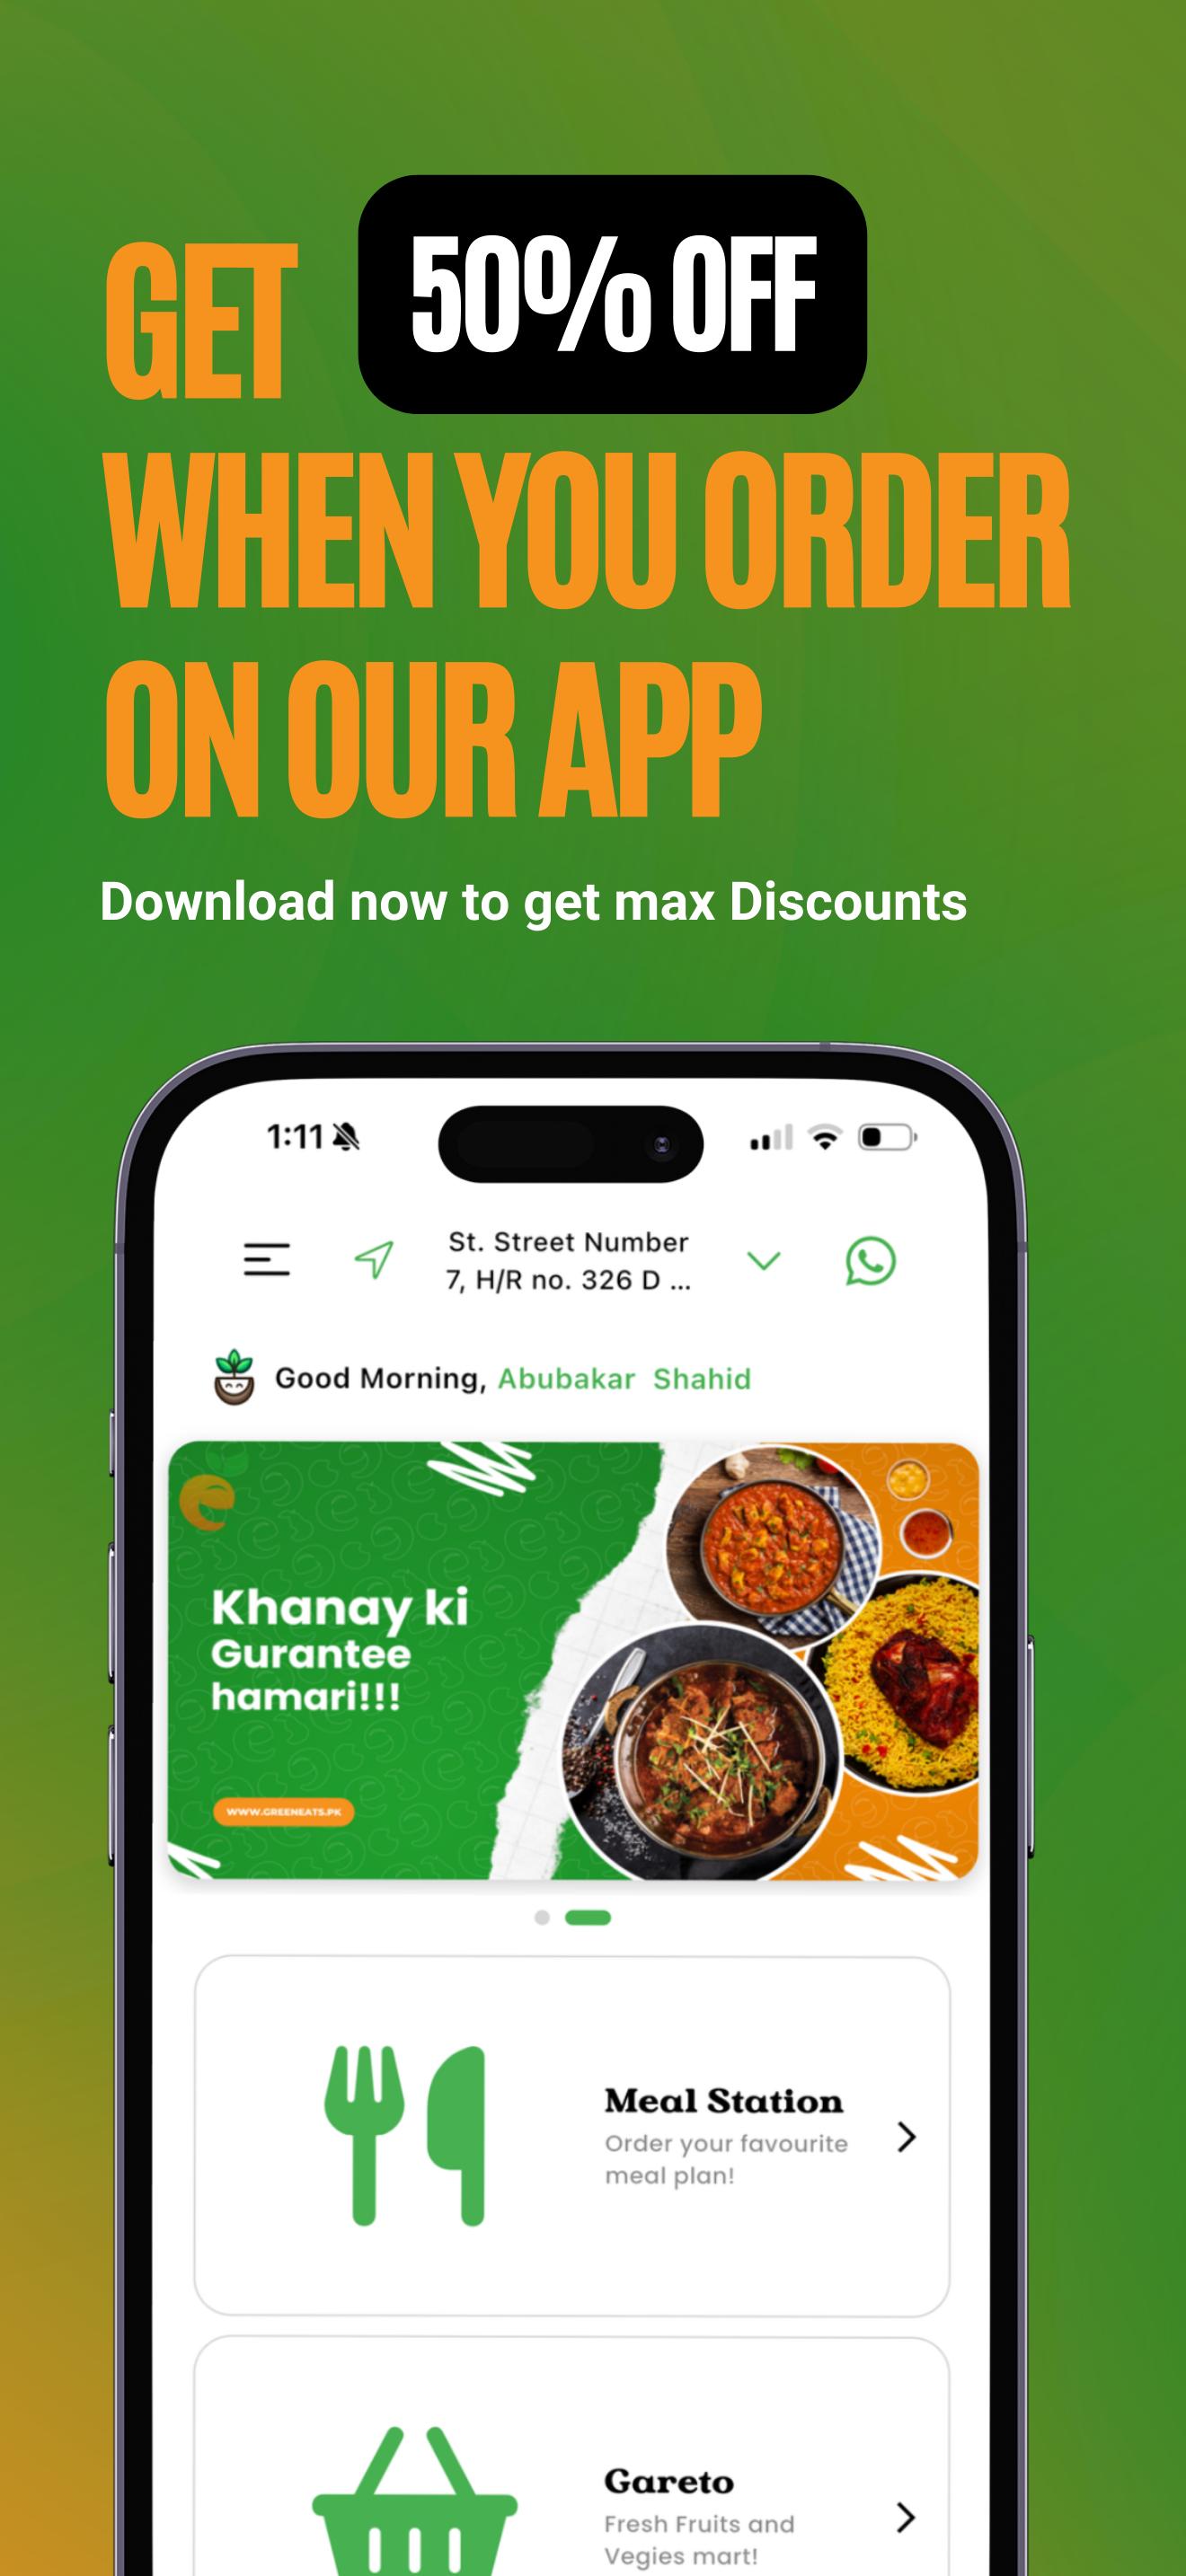 GET 50% OFF
WHEN YOU ORDER
ON OUR APP
Download now to get max Discounts
1:11
St. Street Number
7, H/R no. 326 D ...
Good Morning, Abubakar Shahid
Khanay ki
Gurantee
hamari!!!
WWW.GREENEATS.PK
Meal Station
Order your favourite
meal plan!
Gareto
Fresh Fruits and
Vegies mart!